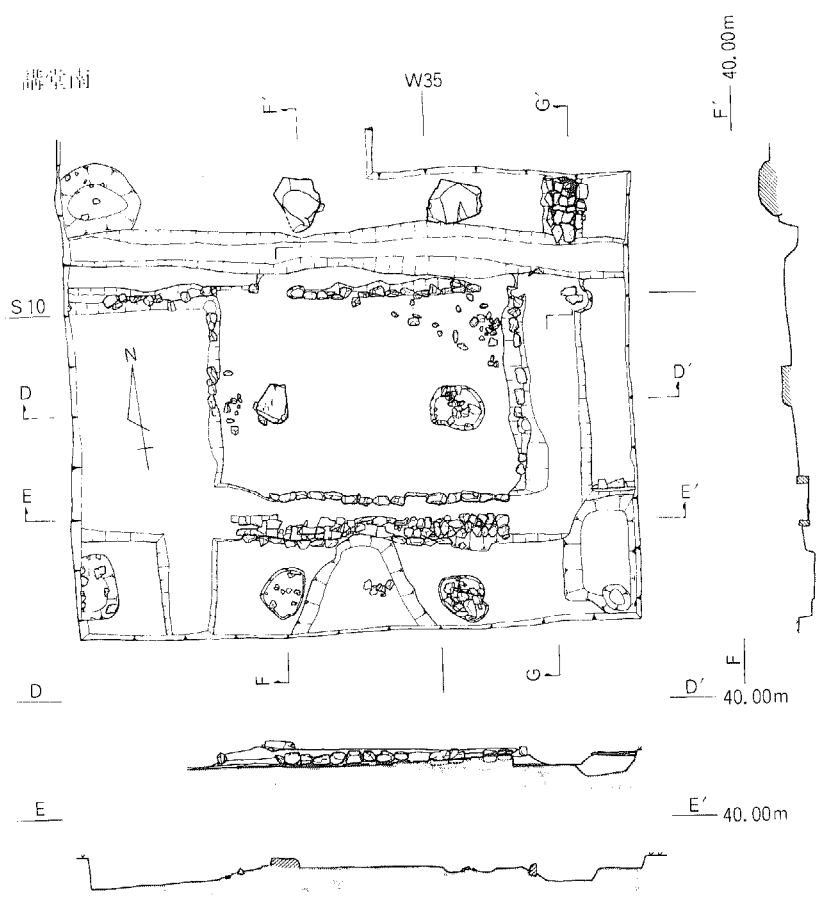 講堂南
W35
F′
G′
F′ 40.00m
S10
N
D
D′
E
E′
F
G
F
D
D′ 40.00m
E
E′ 40.00m